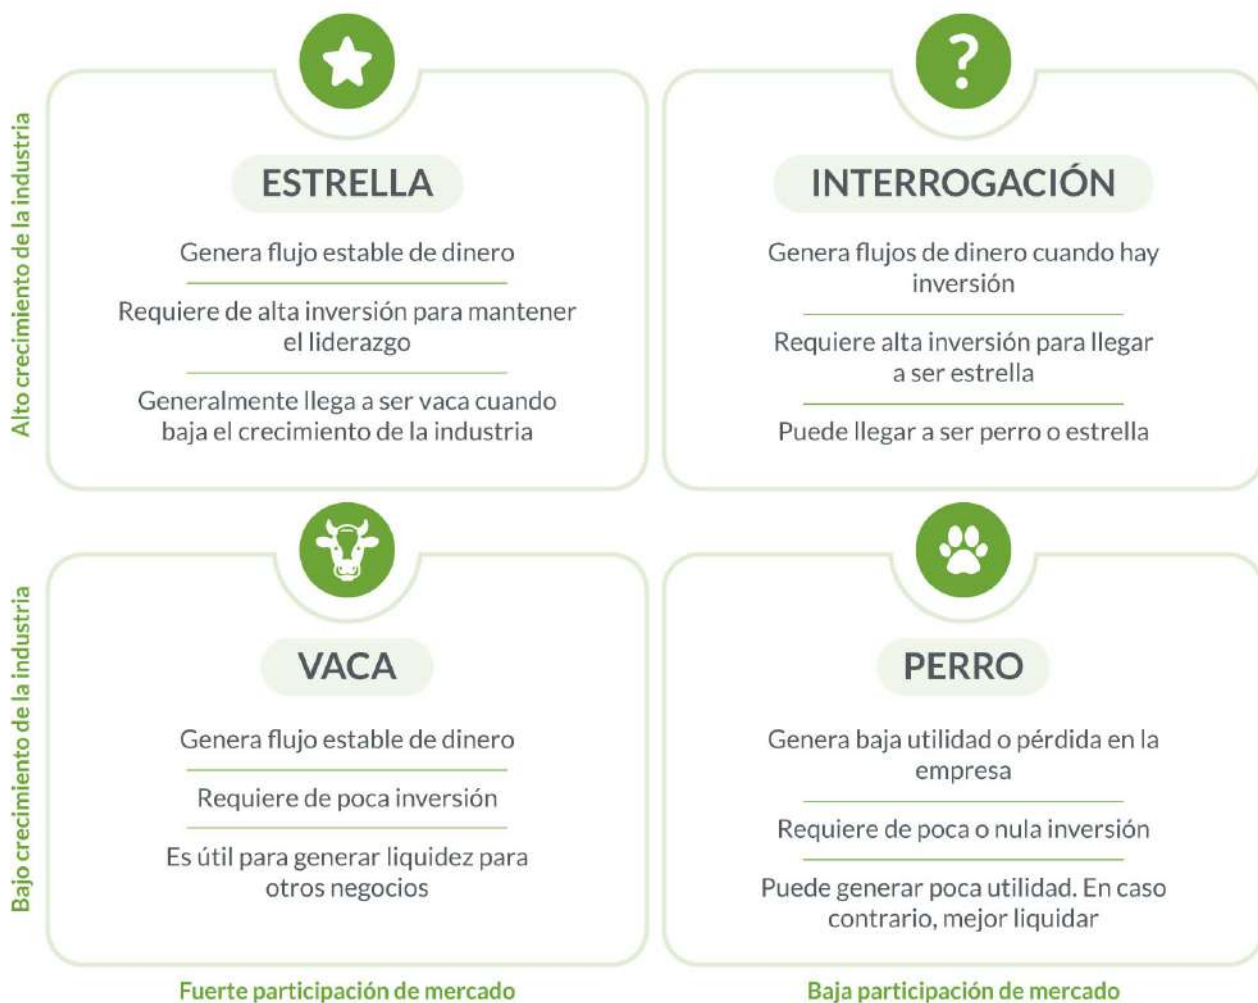 Alto crecimiento de la industria
?
ESTRELLA
Genera flujo estable de dinero
Requiere de alta inversión para mantener
el liderazgo
Generalmente llega a ser vaca cuando
baja el crecimiento de la industria
INTERROGACIÓN
Genera flujos de dinero cuando hay
inversión
Requiere alta inversión para llegar
a ser estrella
Puede llegar a ser perro o estrella
Bajo crecimiento de la industria
VACA
Genera flujo estable de dinero
Requiere de poca inversión
Es útil para generar liquidez para
otros negocios
PERRO
Genera baja utilidad o pérdida en la
empresa
Requiere de poca o nula inversión
Puede generar poca utilidad. En caso
contrario, mejor liquidar
Fuerte participación de mercado
Baja participación de mercado